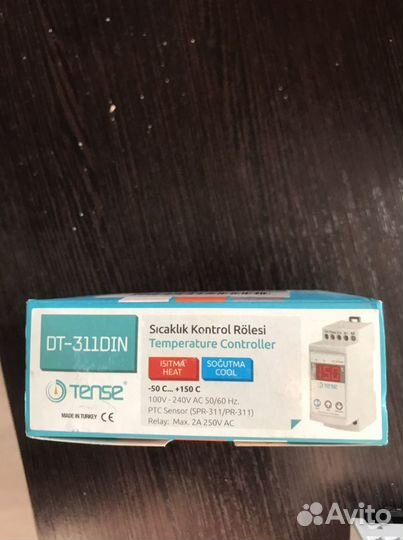 DT-311DIN
TENSE
MADE IN TURKEY CE
Sıcaklık Kontrol Rölesi
Temperature Controller
ISITMA
HEAT
SOĞUTMA
COOL
-50 C... +150 C
100V - 240V AC 50/60 Hz.
PTC Sensor (SPR-311/PR-311)
Relay: Max. 2A 250V AC
150
Avito